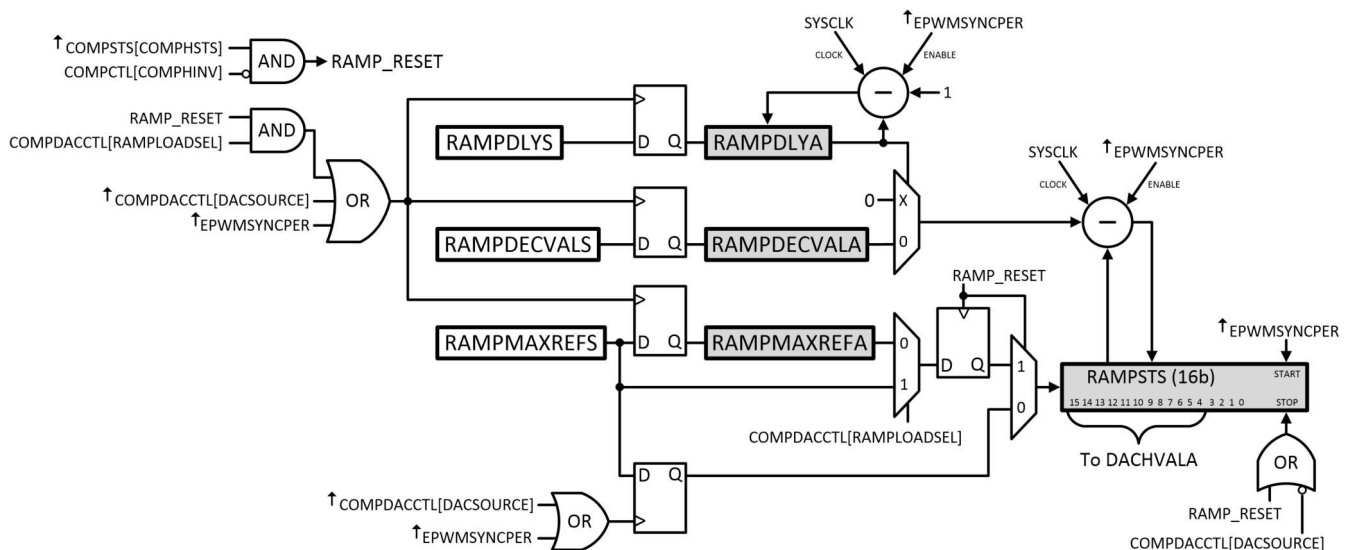 SYSCLK
↑EPWMSYNCPER
CLOCK
ENABLE
↑COMPSTS[COMPHSTS]
COMPCTL[COMPHINV]
AND
RAMP_RESET
1
RAMP_RESET
COMPDACCTL[RAMPLOADSEL]
AND
RAMPDLYS
D Q
RAMPDLYA
SYSCLK
↑EPWMSYNCPER
CLOCK
ENABLE
↑COMPDACCTL[DACSOURCE]
↑EPWMSYNCPER
OR
0
X
0
RAMPDECVALS
D Q
RAMPDECVALA
RAMP_RESET
RAMPMAXREFS
D Q
RAMPMAXREFA
0
1
D Q
1
0
COMPDACCTL[RAMPLOADSEL]
↑EPWMSYNCPER
RAMPSTS (16b)
START
15 14 13 12 11 10 9 8 7 6 5 4 3 2 1 0
STOP
To DACHVALA
OR
RAMP_RESET
COMPDACCTL[DACSOURCE]
D Q
↑COMPDACCTL[DACSOURCE]
↑EPWMSYNCPER
OR